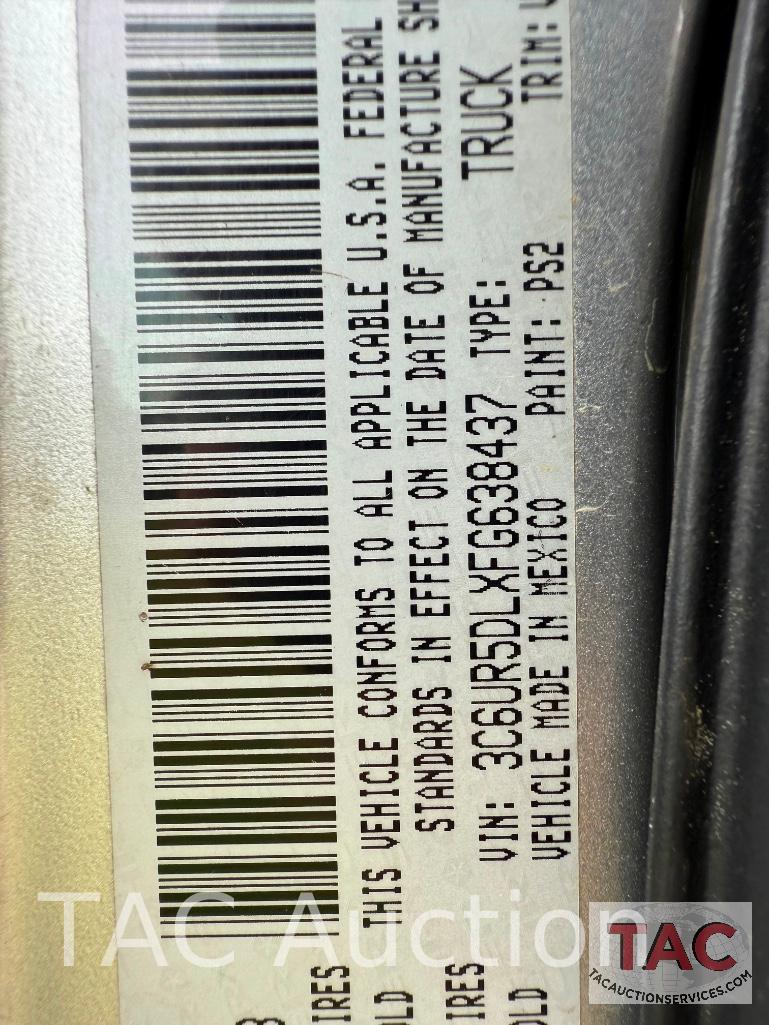 THIS VEHICLE CONFORMS TO ALL APPLICABLE U.S.A. FEDERAL
STANDARDS IN EFFECT ON THE DATE OF MANUFACTURE SH
VIN: 3C6UR5DLXFG638437 TYPE: TRUCK
VEHICLE MADE IN MEXICO PAINT: PS2 TRIM:
IRES
OLD
IRES
OLD
TAC Auction
TAC
TACAUCTIONSERVICES.COM